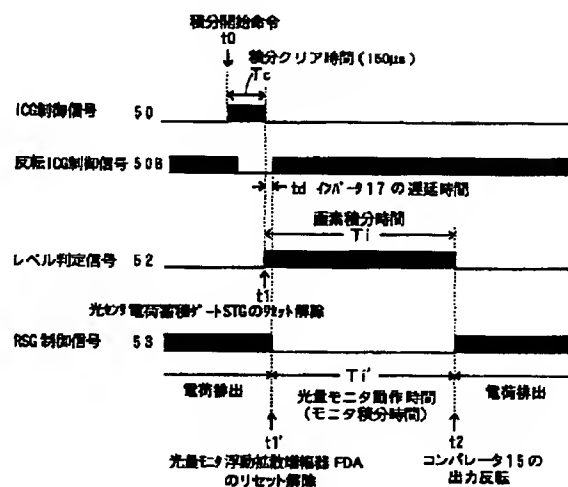 積分開始命令
t0
積分クリア時間(150μs)
Tc
ICG制御信号 50
反転ICG制御信号 50B
td インバータ17の遅延時間
画素積分時間
Ti
レベル判定信号 52
t1
光センサ電荷蓄積ゲートSTGのリセット解除
RSG制御信号 53
電荷排出
Ti'
電荷排出
光量モニタ動作時間
(モニタ積分時間)
t1'
t2
光量モニタ浮動拡散増幅器FDA
のリセット解除
コンパレータ15の
出力反転